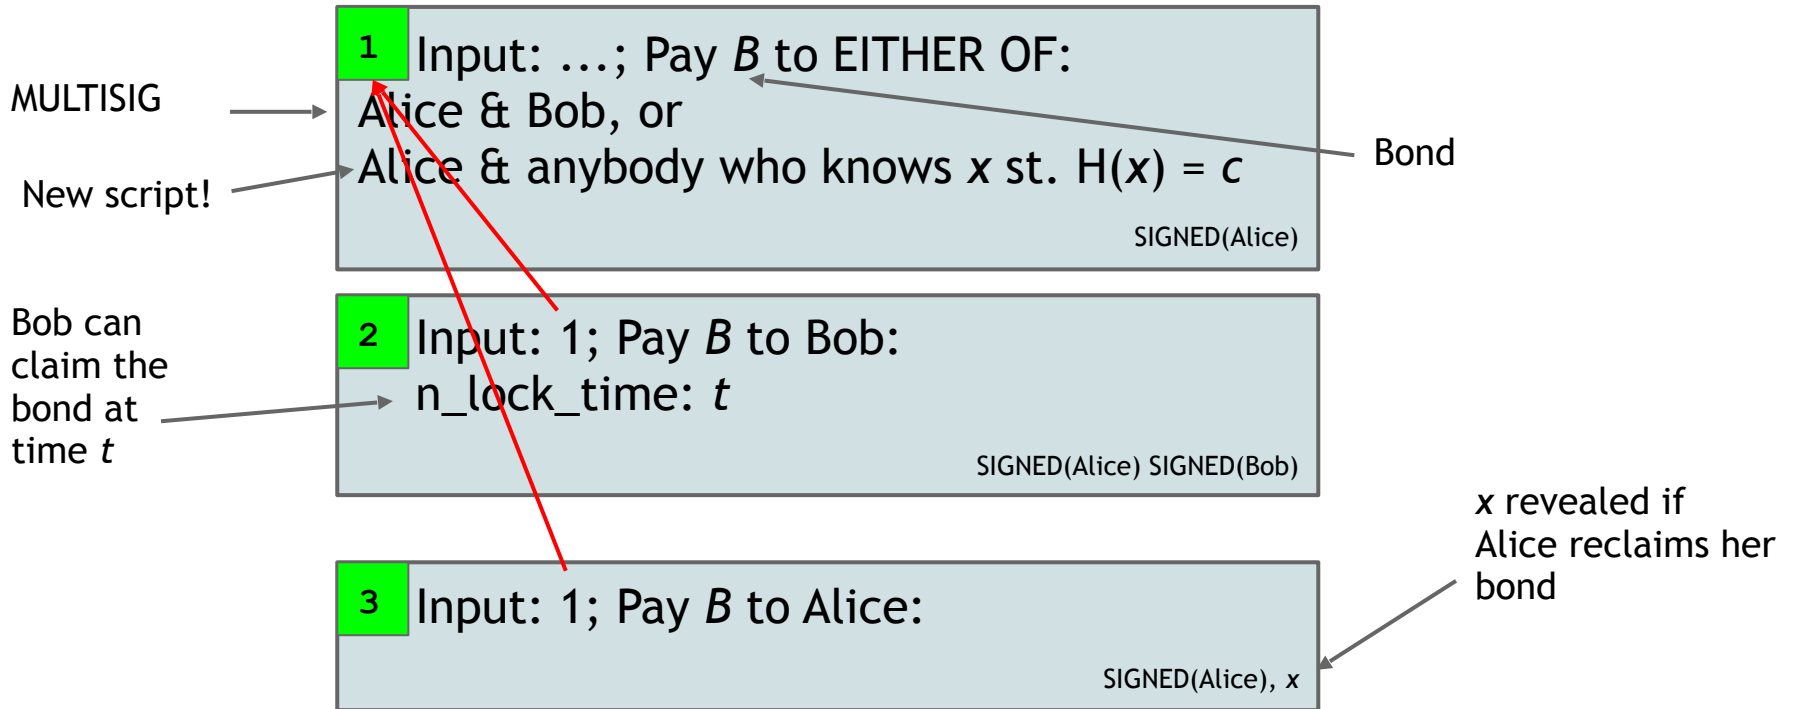 1
Input: ...; Pay B to EITHER OF:
Alice & Bob, or
Alice & anybody who knows x st. H(x) = c
SIGNED(Alice)
MULTISIG
New script!
Bond
2
Input: 1; Pay B to Bob:
n_lock_time: t
SIGNED(Alice) SIGNED(Bob)
Bob can
claim the
bond at
time t
3
Input: 1; Pay B to Alice:
SIGNED(Alice), x
x revealed if
Alice reclaims her
bond